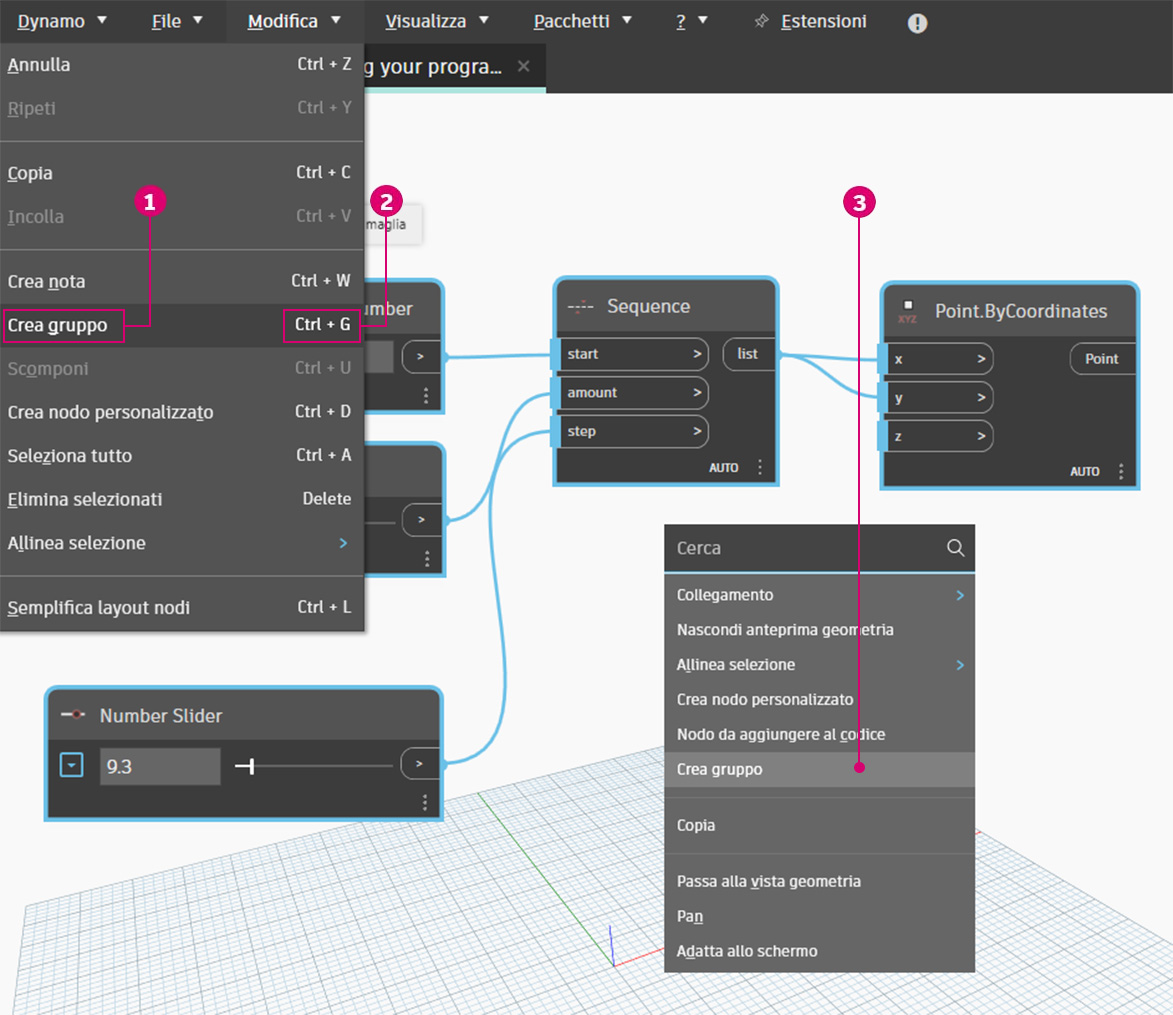 Dynamo File Modifica Visualizza Pacchetti ? Estensioni
g your progra...
Annulla Ctrl + Z
Ripeti Ctrl + Y
Copia Ctrl + C
Incolla Ctrl + V
Crea nota Ctrl + W
Crea gruppo Ctrl + G
Scomponi Ctrl + U
Crea nodo personalizzato Ctrl + D
Seleziona tutto Ctrl + A
Elimina selezionati Delete
Allinea selezione >
Semplifica layout nodi Ctrl + L
1
2
3
maglia
umber
>
>
Sequence
start >
amount >
step >
list
AUTO
XYZ
Point.ByCoordinates
x >
y >
z >
Point
AUTO
Number Slider
9.3
>
Cerca
Collegamento >
Nascondi anteprima geometria
Allinea selezione >
Crea nodo personalizzato
Nodo da aggiungere al codice
Crea gruppo
Copia
Passa alla vista geometria
Pan
Adatta allo schermo